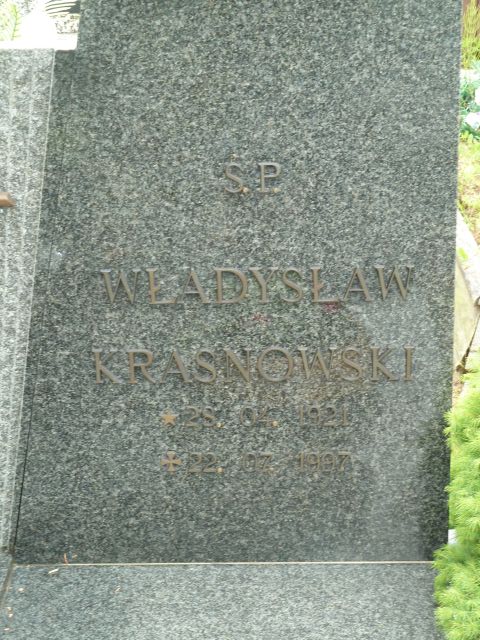 Ś.P.
WŁADYSŁAW
KRASNOWSKI
★28. 04. 1921
✠22. 07. 1997